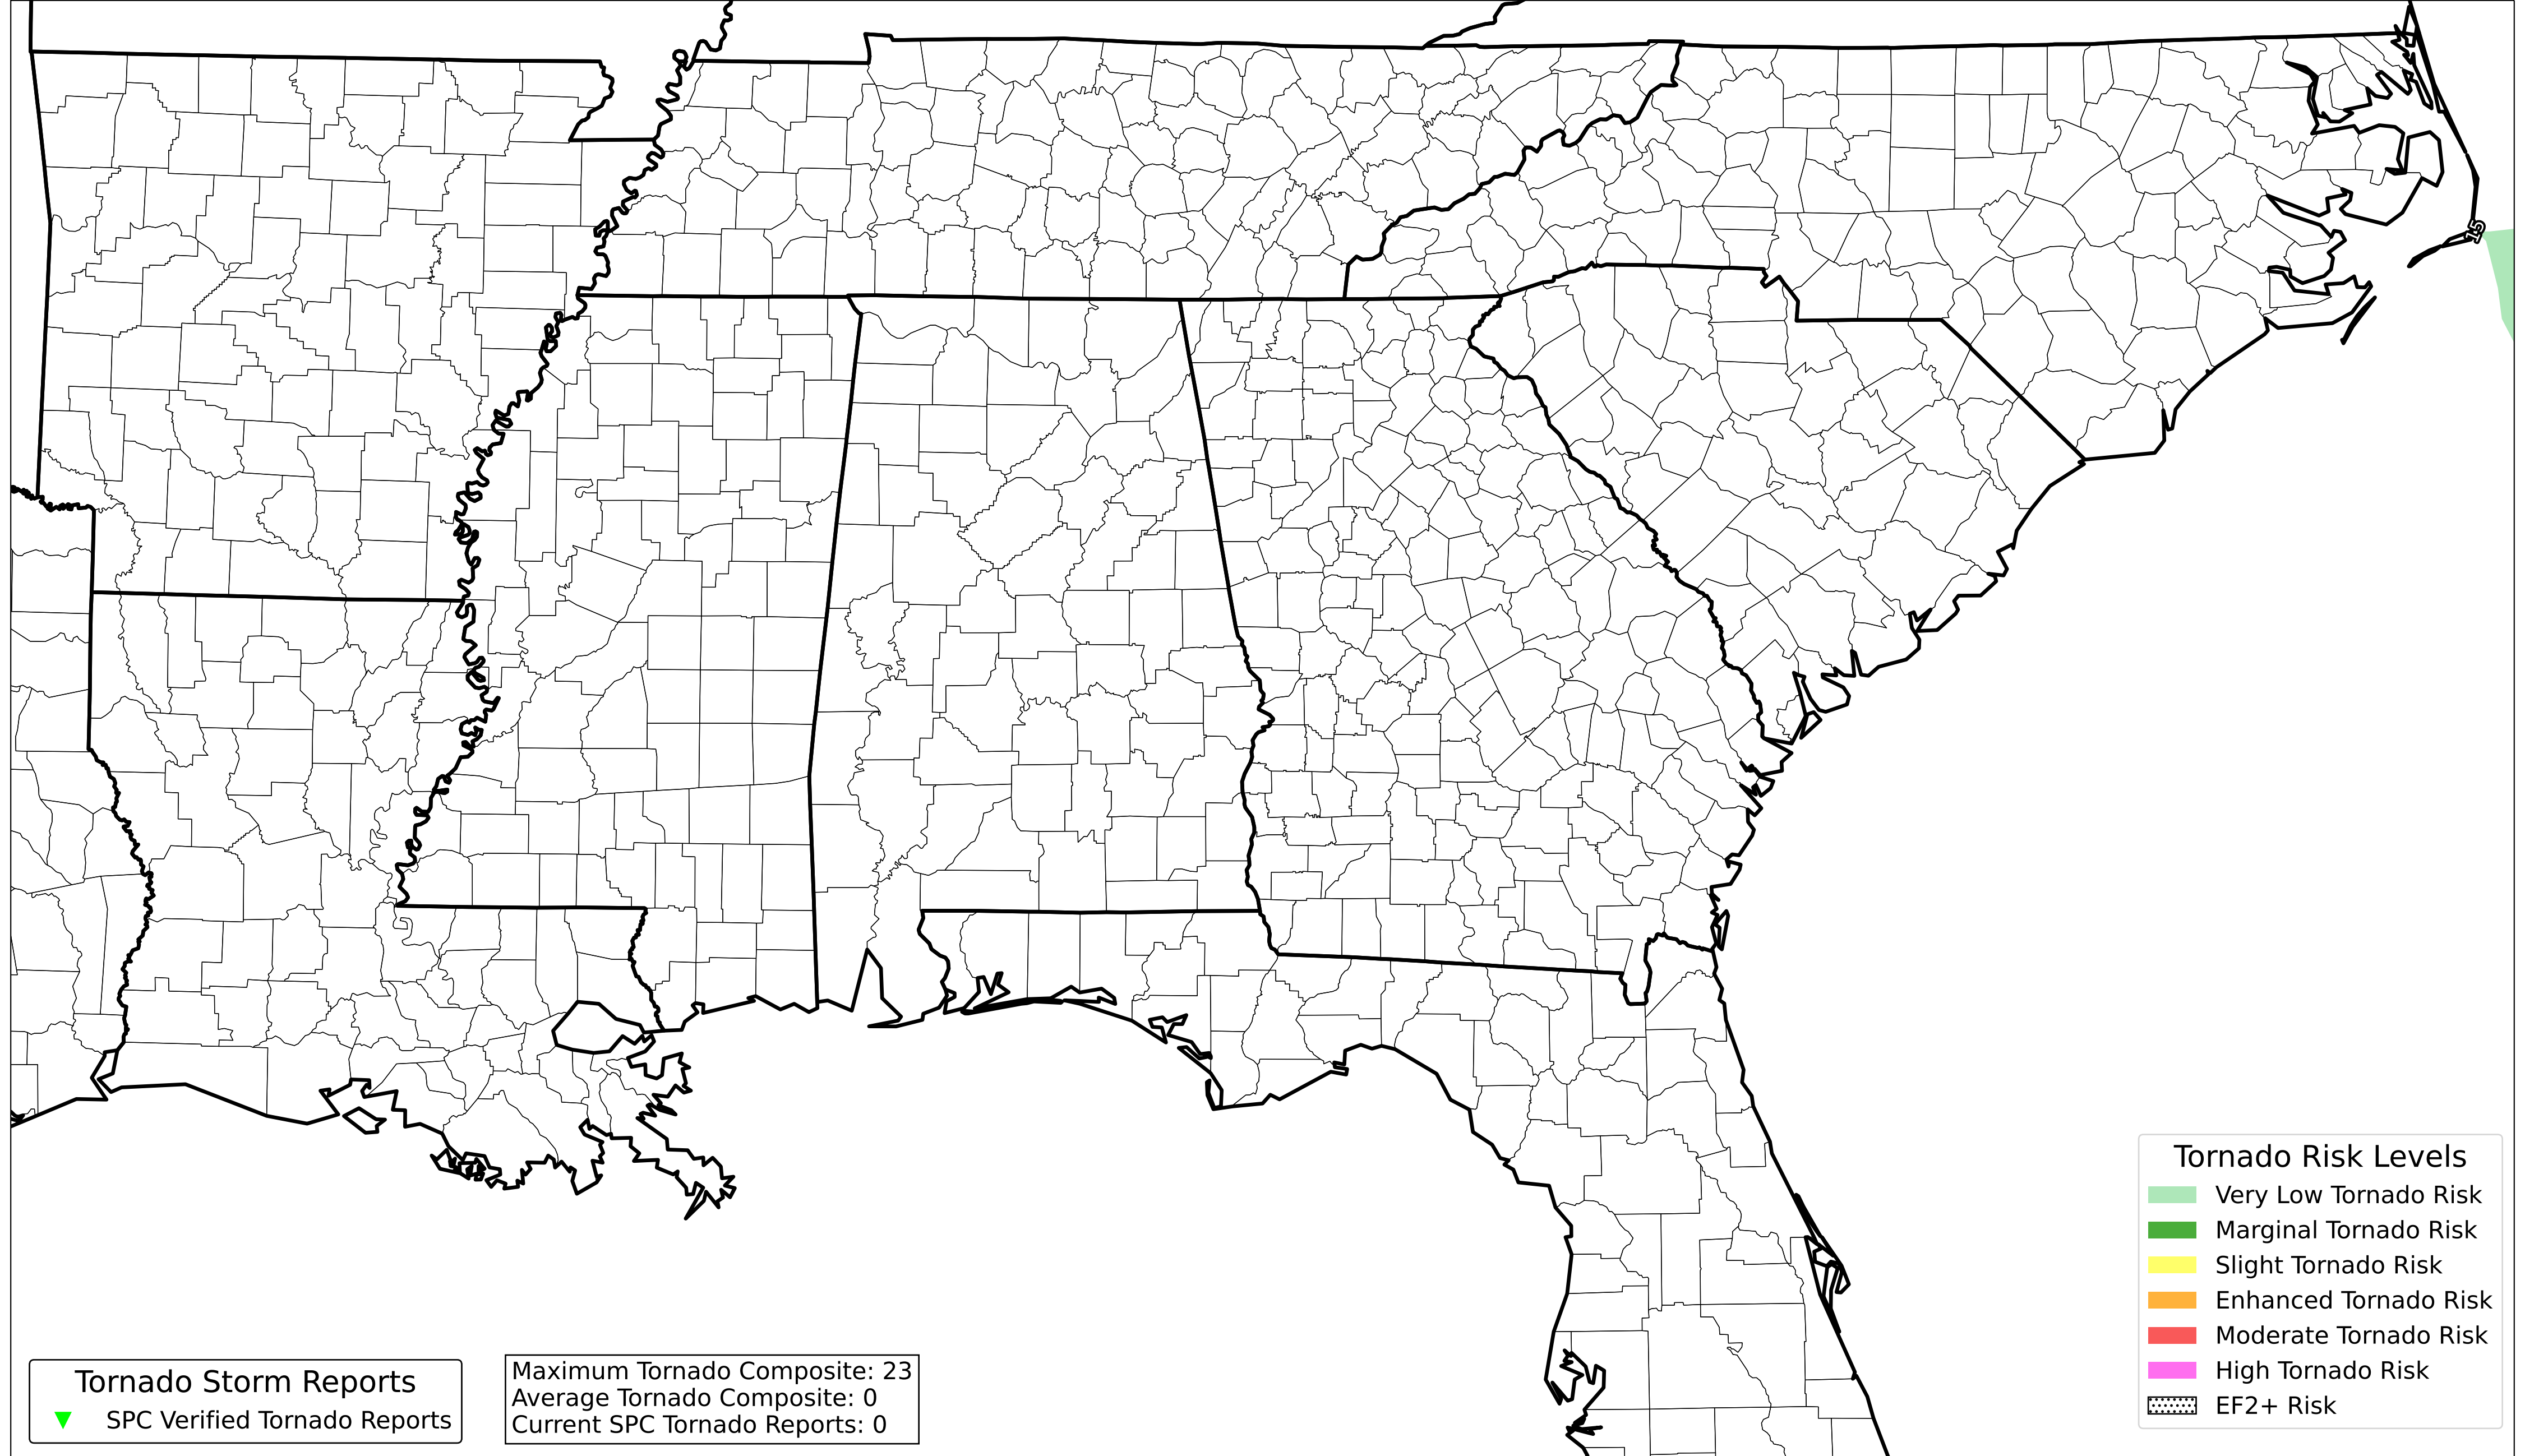 15
Tornado Risk Levels
Very Low Tornado Risk
Marginal Tornado Risk
Slight Tornado Risk
Enhanced Tornado Risk
Moderate Tornado Risk
High Tornado Risk
EF2+ Risk
Tornado Storm Reports
SPC Verified Tornado Reports
Maximum Tornado Composite: 23
Average Tornado Composite: 0
Current SPC Tornado Reports: 0